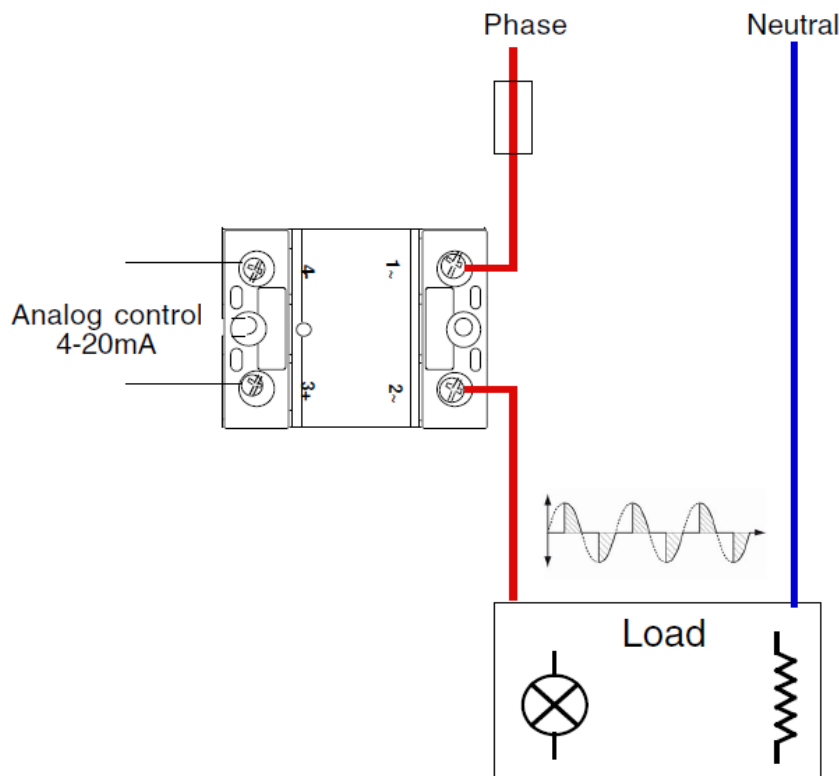 Phase
Neutral
4-
1~
Analog control
4-20mA
3+
2~
Load